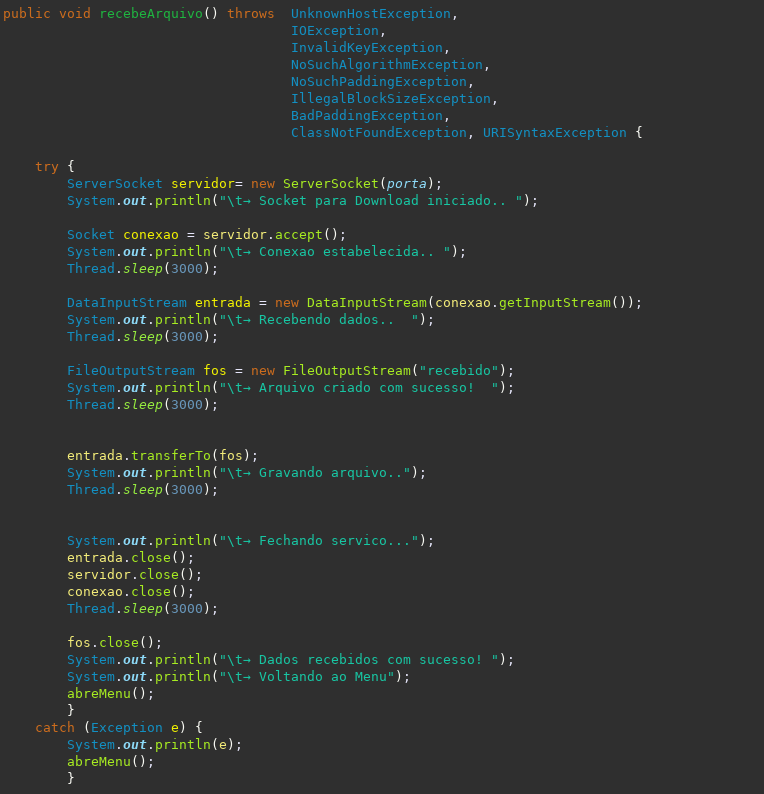 public void recebeArquivo() throws  UnknownHostException,
                                    IOException,
                                    InvalidKeyException,
                                    NoSuchAlgorithmException,
                                    NoSuchPaddingException,
                                    IllegalBlockSizeException,
                                    BadPaddingException,
                                    ClassNotFoundException, URISyntaxException {
    try {
        ServerSocket servidor= new ServerSocket(porta);
        System.out.println("\t→ Socket para Download iniciado.. ");
        Socket conexao = servidor.accept();
        System.out.println("\t→ Conexao estabelecida.. ");
        Thread.sleep(3000);
        DataInputStream entrada = new DataInputStream(conexao.getInputStream());
        System.out.println("\t→ Recebendo dados..  ");
        Thread.sleep(3000);
        FileOutputStream fos = new FileOutputStream("recebido");
        System.out.println("\t→ Arquivo criado com sucesso!  ");
        Thread.sleep(3000);
        entrada.transferTo(fos);
        System.out.println("\t→ Gravando arquivo..");
        Thread.sleep(3000);
        System.out.println("\t→ Fechando servico...");
        entrada.close();
        servidor.close();
        conexao.close();
        Thread.sleep(3000);
        fos.close();
        System.out.println("\t→ Dados recebidos com sucesso! ");
        System.out.println("\t→ Voltando ao Menu");
        abreMenu();
        }
    catch (Exception e) {
        System.out.println(e);
        abreMenu();
        }